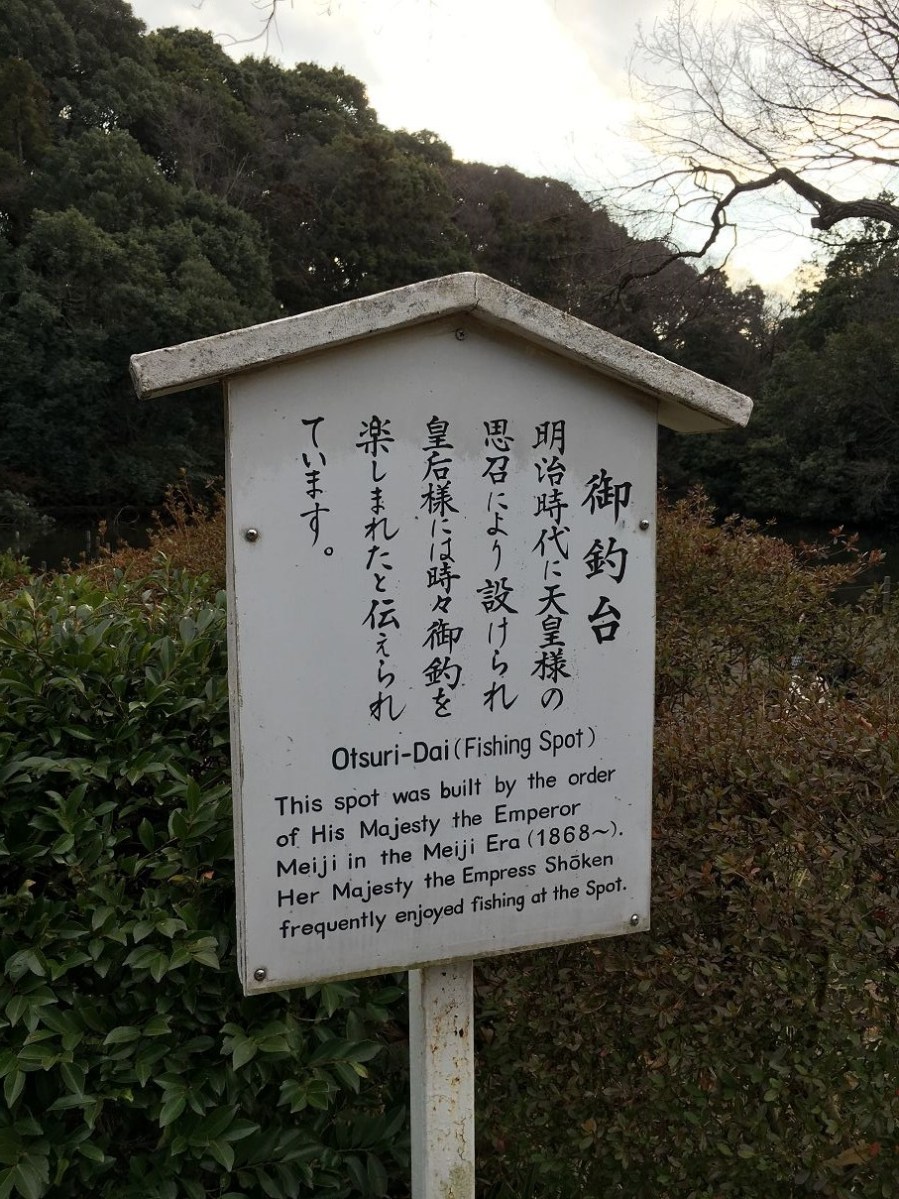 御釣台
明治時代に天皇様の
思召により設けられ
皇后様には時々御釣を
楽しまれたと伝えられ
ています。
Otsuri-Dai (Fishing Spot)
This spot was built by the order
of His Majesty the Emperor
Meiji in the Meiji Era (1868～).
Her Majesty the Empress Shōken
frequently enjoyed fishing at the Spot.